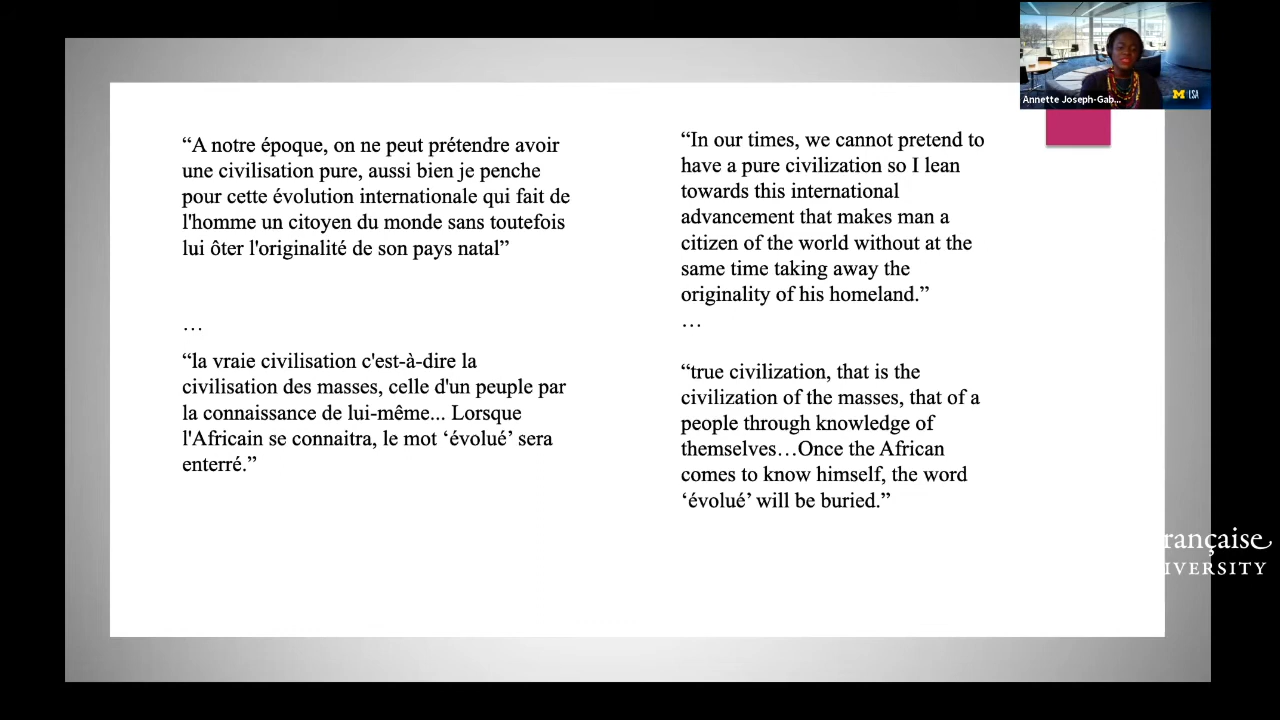 “A notre époque, on ne peut prétendre avoir
une civilisation pure, aussi bien je penche
pour cette évolution internationale qui fait de
l'homme un citoyen du monde sans toutefois
lui ôter l'originalité de son pays natal”
…
“la vraie civilisation c'est-à-dire la
civilisation des masses, celle d'un peuple par
la connaissance de lui-même... Lorsque
l'Africain se connaitra, le mot ‘évolué’ sera
enterré.”
“In our times, we cannot pretend to
have a pure civilization so I lean
towards this international
advancement that makes man a
citizen of the world without at the
same time taking away the
originality of his homeland.”
…
“true civilization, that is the
civilization of the masses, that of a
people through knowledge of
themselves…Once the African
comes to know himself, the word
‘évolué’ will be buried.”
Annette Joseph-Gab...
M LSA
rançaise
IVERSITY